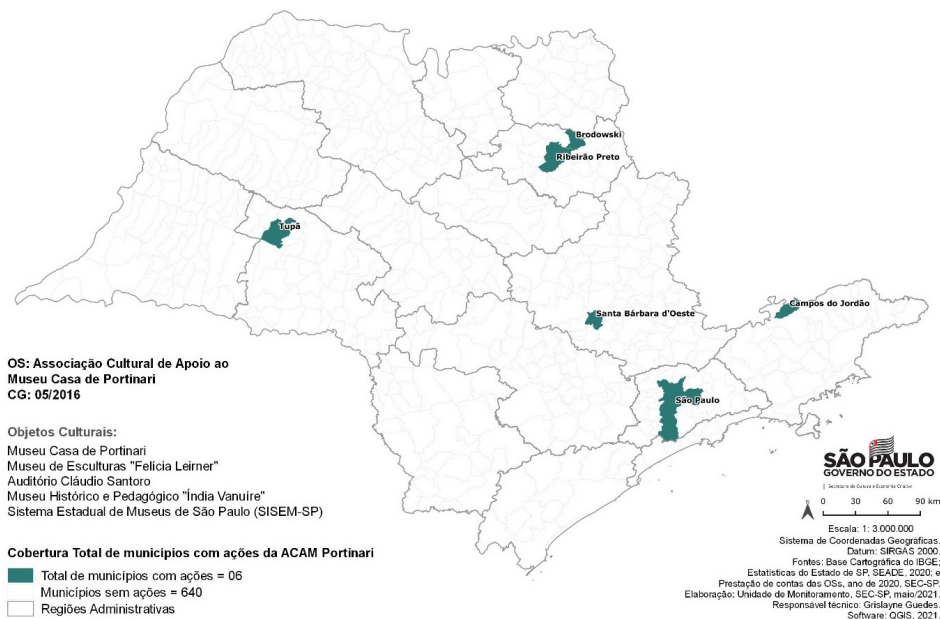 Brodowski
Ribeirão Preto
Tupã
Santa Bárbara d'Oeste
Campos do Jordão
São Paulo
OS: Associação Cultural de Apoio ao
Museu Casa de Portinari
CG: 05/2016
Objetos Culturais:
Museu Casa de Portinari
Museu de Esculturas "Felícia Leirner"
Auditório Cláudio Santoro
Museu Histórico e Pedagógico "Índia Vanuíre"
Sistema Estadual de Museus de São Paulo (SISEM-SP)
Cobertura Total de municípios com ações da ACAM Portinari
Total de municípios com ações = 06
Municípios sem ações = 640
Regiões Administrativas
SÃO PAULO
GOVERNO DO ESTADO
Secretaria de Cultura e Economia Criativa
0 30 60 90 km
Escala: 1: 3.000.000
Sistema de Coordenadas Geográficas.
Datum: SIRGAS 2000.
Fontes: Base Cartográfica do IBGE;
Estatísticas do Estado de SP, SEADE, 2020; e
Prestação de contas das OSs, ano de 2020, SEC-SP.
Elaboração: Unidade de Monitoramento, SEC-SP, maio/2021.
Responsável técnico: Grislayne Guedes.
Software: QGIS, 2021.